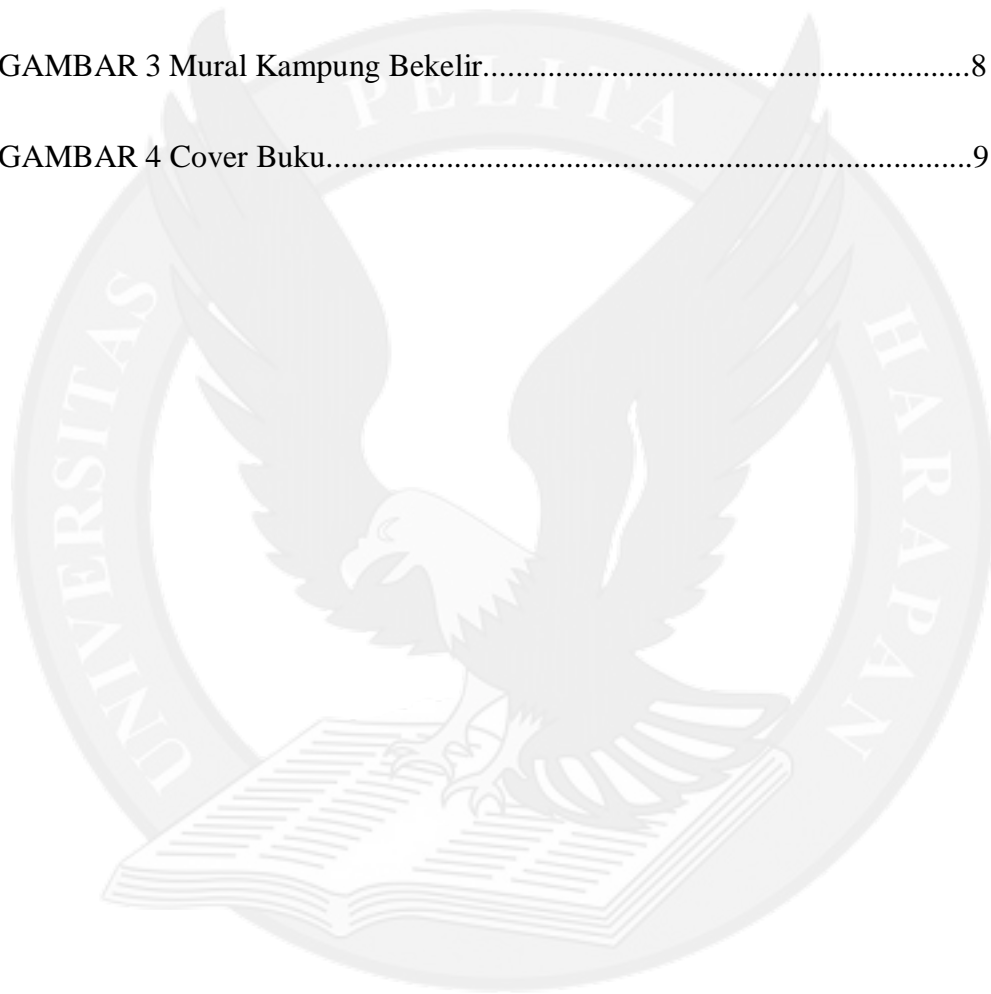 GAMBAR 3 Mural Kampung Bekelir...........................................................8
GAMBAR 4 Cover Buku..............................................................................9
UNIVERSITAS PELITA HARAPAN